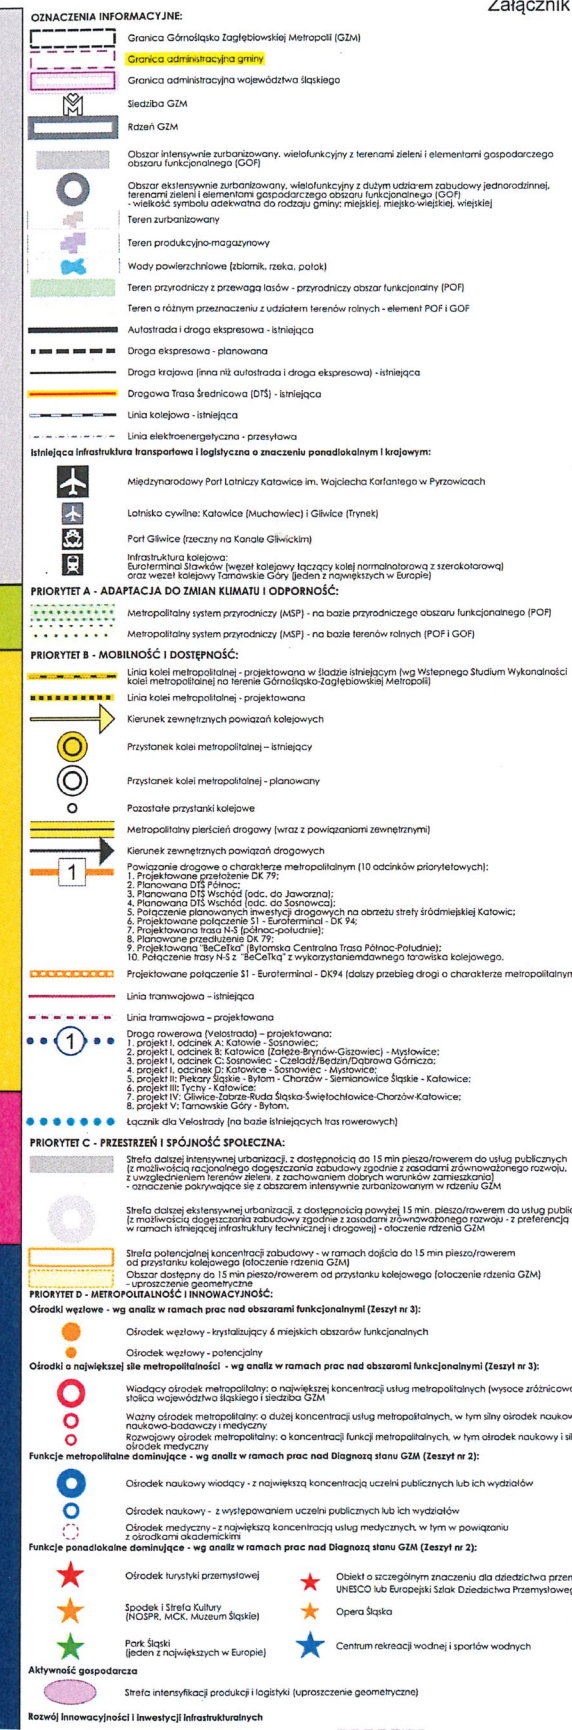 Załącznik
OZNACZENIA INFORMACYJNE:
Granica Górnośląsko Zagłębiowskiej Metropolii (GZM)
Granica administracyjna gminy
Granica administracyjna województwa śląskiego
Siedziba GZM
Rdzeń GZM
Obszar intensywnie zurbanizowany, wielofunkcyjny z terenami zieleni i elementami gospodarczego
obszaru funkcjonalnego (GOF)
Obszar ekstensywnie zurbanizowany, wielofunkcyjny z dużym udziałem zabudowy jednorodzinnej,
terenami zieleni i elementami gospodarczego obszaru funkcjonalnego (GOF)
- wielkość symbolu adekwatna do rodzaju gminy: miejskiej, miejsko-wiejskiej, wiejskiej
Teren zurbanizowany
Teren produkcyjno-magazynowy
Wody powierzchniowe (zbiornik, rzeka, potok)
Teren przyrodniczy z przewagą lasów - przyrodniczy obszar funkcjonalny (POF)
Teren o różnym przeznaczeniu z udziałem terenów rolnych - element POF i GOF
Autostrada i droga ekspresowa - istniejąca
Droga ekspresowa - planowana
Droga krajowa (inna niż autostrada i droga ekspresowa) - istniejąca
Drogowa Trasa Średnicowa (DTŚ) - istniejąca
Linia kolejowa - istniejąca
Linia elektroenergetyczna - przesyłowa
Istniejąca infrastruktura transportowa i logistyczna o znaczeniu ponadlokalnym i krajowym:
Międzynarodowy Port Lotniczy Katowice im. Wojciecha Korfantego w Pyrzowicach
Lotnisko cywilne: Katowice (Muchowiec) i Gliwice (Trynek)
Port Gliwice (rzeczny na Kanale Gliwickim)
Infrastruktura kolejowa:
Euroterminal Sławków (węzeł kolejowy łączący kolej normalnotorową z szerokotorową)
oraz węzeł kolejowy Tarnowskie Góry (jeden z największych w Europie)
PRIORYTET A - ADAPTACJA DO ZMIAN KLIMATU I ODPORNOŚĆ:
Metropolitalny system przyrodniczy (MSP) - na bazie przyrodniczego obszaru funkcjonalnego (POF)
Metropolitalny system przyrodniczy (MSP) - na bazie terenów rolnych (POF i GOF)
PRIORYTET B - MOBILNOŚĆ I DOSTĘPNOŚĆ:
Linia kolei metropolitalnej - projektowana w śladzie istniejącym (wg Wstępnego Studium Wykonalności
kolei metropolitalnej na terenie Górnośląsko-Zagłębiowskiej Metropolii)
Linia kolei metropolitalnej - projektowana
Kierunek zewnętrznych powiązań kolejowych
Przystanek kolei metropolitalnej – istniejący
Przystanek kolei metropolitalnej - planowany
Pozostałe przystanki kolejowe
Metropolitalny pierścień drogowy (wraz z powiązaniami zewnętrznymi)
Kierunek zewnętrznych powiązań drogowych
1
Powiązanie drogowe o charakterze metropolitalnym (10 odcinków priorytetowych):
1. Projektowane przełożenie DK 79;
2. Planowana DTŚ Północ;
3. Planowana DTŚ Wschód (odc. do Jaworzna);
4. Planowana DTŚ Wschód (odc. do Sosnowca);
5. Połączenie planowanych inwestycji drogowych na obrzeżu strefy śródmiejskiej Katowic;
6. Projektowane połączenie S1 - Euroterminal - DK 94;
7. Projektowana trasa N-S (północ-południe);
8. Planowane przedłużenie DK 79;
9. Projektowana "BeCeTka" (Bytomska Centralna Trasa Północ-Południe);
10. Połączenie trasy N-S z "BeCeTką" z wykorzystaniemdawnego torowiska kolejowego.
Projektowane połączenie S1 - Euroterminal - DK94 (dalszy przebieg drogi o charakterze metropolitalnym
Linia tramwajowa – istniejąca
Linia tramwajowa – projektowana
1
Droga rowerowa (Velostrada) – projektowana:
1. projekt I, odcinek A: Katowie - Sosnowiec;
2. projekt I, odcinek B: Katowice (Załęże-Brynów-Giszowiec) - Mysłowice;
3. projekt I, odcinek C: Sosnowiec - Czeladź/Będzin/Dąbrowa Górnicza;
4. projekt I, odcinek D: Katowice - Sosnowiec - Mysłowice;
5. projekt II: Piekary Śląskie - Bytom - Chorzów - Siemianowice Śląskie - Katowice;
6. projekt III: Tychy - Katowice;
7. projekt IV: Gliwice-Zabrze-Ruda Śląska-Świętochłowice-Chorzów-Katowice;
8. projekt V: Tarnowskie Góry - Bytom.
Łącznik dla Velostrady (na bazie istniejących tras rowerowych)
PRIORYTET C - PRZESTRZEŃ I SPÓJNOŚĆ SPOŁECZNA:
Strefa dalszej intensywnej urbanizacji, z dostępnością do 15 min pieszo/rowerem do usług publicznych
(z możliwością racjonalnego dogęszczania zabudowy zgodnie z zasadami zrównoważonego rozwoju,
z uwzględnieniem terenów zieleni, z zachowaniem dobrych warunków zamieszkania)
- oznaczenie pokrywające się z obszarem intensywnie zurbanizowanym w rdzeniu GZM
Strefa dalszej ekstensywnej urbanizacji, z dostępnością powyżej 15 min. pieszo/rowerem do usług public
(z możliwością dogęszczania zabudowy zgodnie z zasadami zrównoważonego rozwoju - z preferencją
w ramach istniejącej infrastruktury technicznej i drogowej) - otoczenie rdzenia GZM
Strefa potencjalnej koncentracji zabudowy - w ramach dojścia do 15 min pieszo/rowerem
od przystanku kolejowego (otoczenie rdzenia GZM)
Obszar dostępny do 15 min pieszo/rowerem od przystanku kolejowego (otoczenie rdzenia GZM)
- uproszczenie geometryczne
PRIORYTET D - METROPOLITALNOŚĆ I INNOWACYJNOŚĆ:
Ośrodki węzłowe - wg analiz w ramach prac nad obszarami funkcjonalnymi (Zeszyt nr 3):
Ośrodek węzłowy - krystalizujący 6 miejskich obszarów funkcjonalnych
Ośrodek węzłowy - potencjalny
Ośrodki o największej sile metropolitalności - wg analiz w ramach prac nad obszarami funkcjonalnymi (Zeszyt nr 3):
Wiodący ośrodek metropolitalny: o największej koncentracji usług metropolitalnych (wysoce zróżnicowa
stolica województwa śląskiego i siedziba GZM
Ważny ośrodek metropolitalny: o dużej koncentracji usług metropolitalnych, w tym silny ośrodek naukow
naukowo-badawczy i medyczny
Rozwojowy ośrodek metropolitalny: o koncentracji funkcji metropolitalnych, w tym ośrodek naukowy i sil
ośrodek medyczny
Funkcje metropolitalne dominujące - wg analiz w ramach prac nad Diagnozą stanu GZM (Zeszyt nr 2):
Ośrodek naukowy wiodący - z największą koncentracją uczelni publicznych lub ich wydziałów
Ośrodek naukowy - z występowaniem uczelni publicznych lub ich wydziałów
Ośrodek medyczny - z największą koncentracją usług medycznych, w tym w powiązaniu
z ośrodkami akademickimi
Funkcje ponadlokalne dominujące - wg analiz w ramach prac nad Diagnozą stanu GZM (Zeszyt nr 2):
Ośrodek turystyki przemysłowej
Obiekt o szczególnym znaczeniu dla dziedzictwa przem
UNESCO lub Europejski Szlak Dziedzictwa Przemysłoweg
Spodek i Strefa Kultury
(NOSPR, MCK, Muzeum Śląskie)
Opera Śląska
Park Śląski
(jeden z największych w Europie)
Centrum rekreacji wodnej i sportów wodnych
Aktywność gospodarcza
Strefa intensyfikacji produkcji i logistyki (uproszczenie geometryczne)
Rozwój innowacyjności i inwestycji infrastrukturalnych